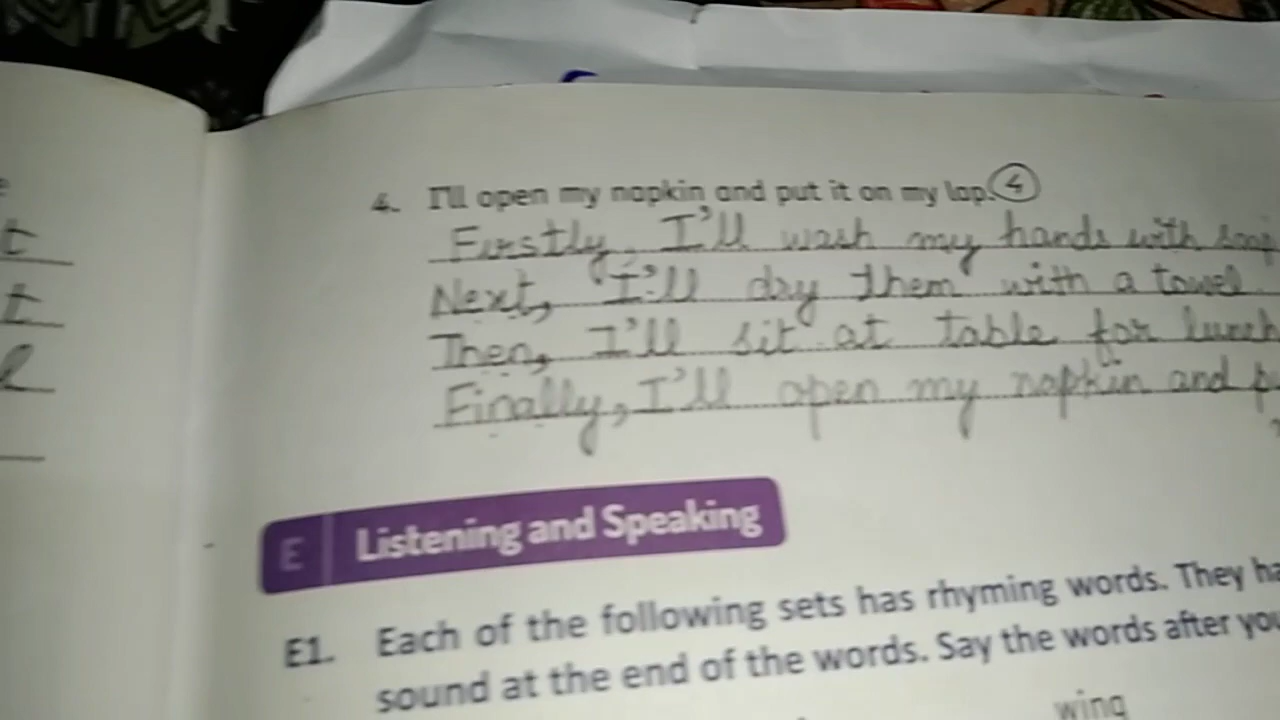 4. I'll open my napkin and put it on my lap. 4
Firstly, I'll wash my hands with
Next, I'll dry them with a towel.
Then, I'll sit at table for lunch
Finally, I'll open my napkin and
t
t
E Listening and Speaking
E1. Each of the following sets has rhyming words. They
sound at the end of the words. Say the words after
wing